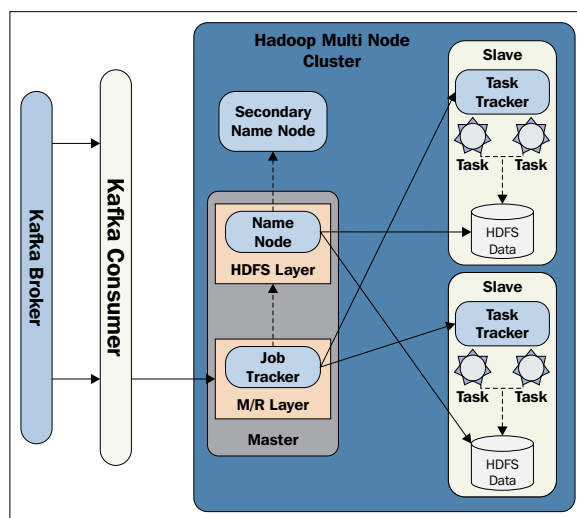 Hadoop Multi Node
Cluster
Kafka Broker
Kafka Consumer
Secondary
Name Node
Name
Node
HDFS Layer
Job
Tracker
M/R Layer
Master
Slave
Task
Tracker
Task Task
HDFS
Data
Slave
Task
Tracker
Task Task
HDFS
Data